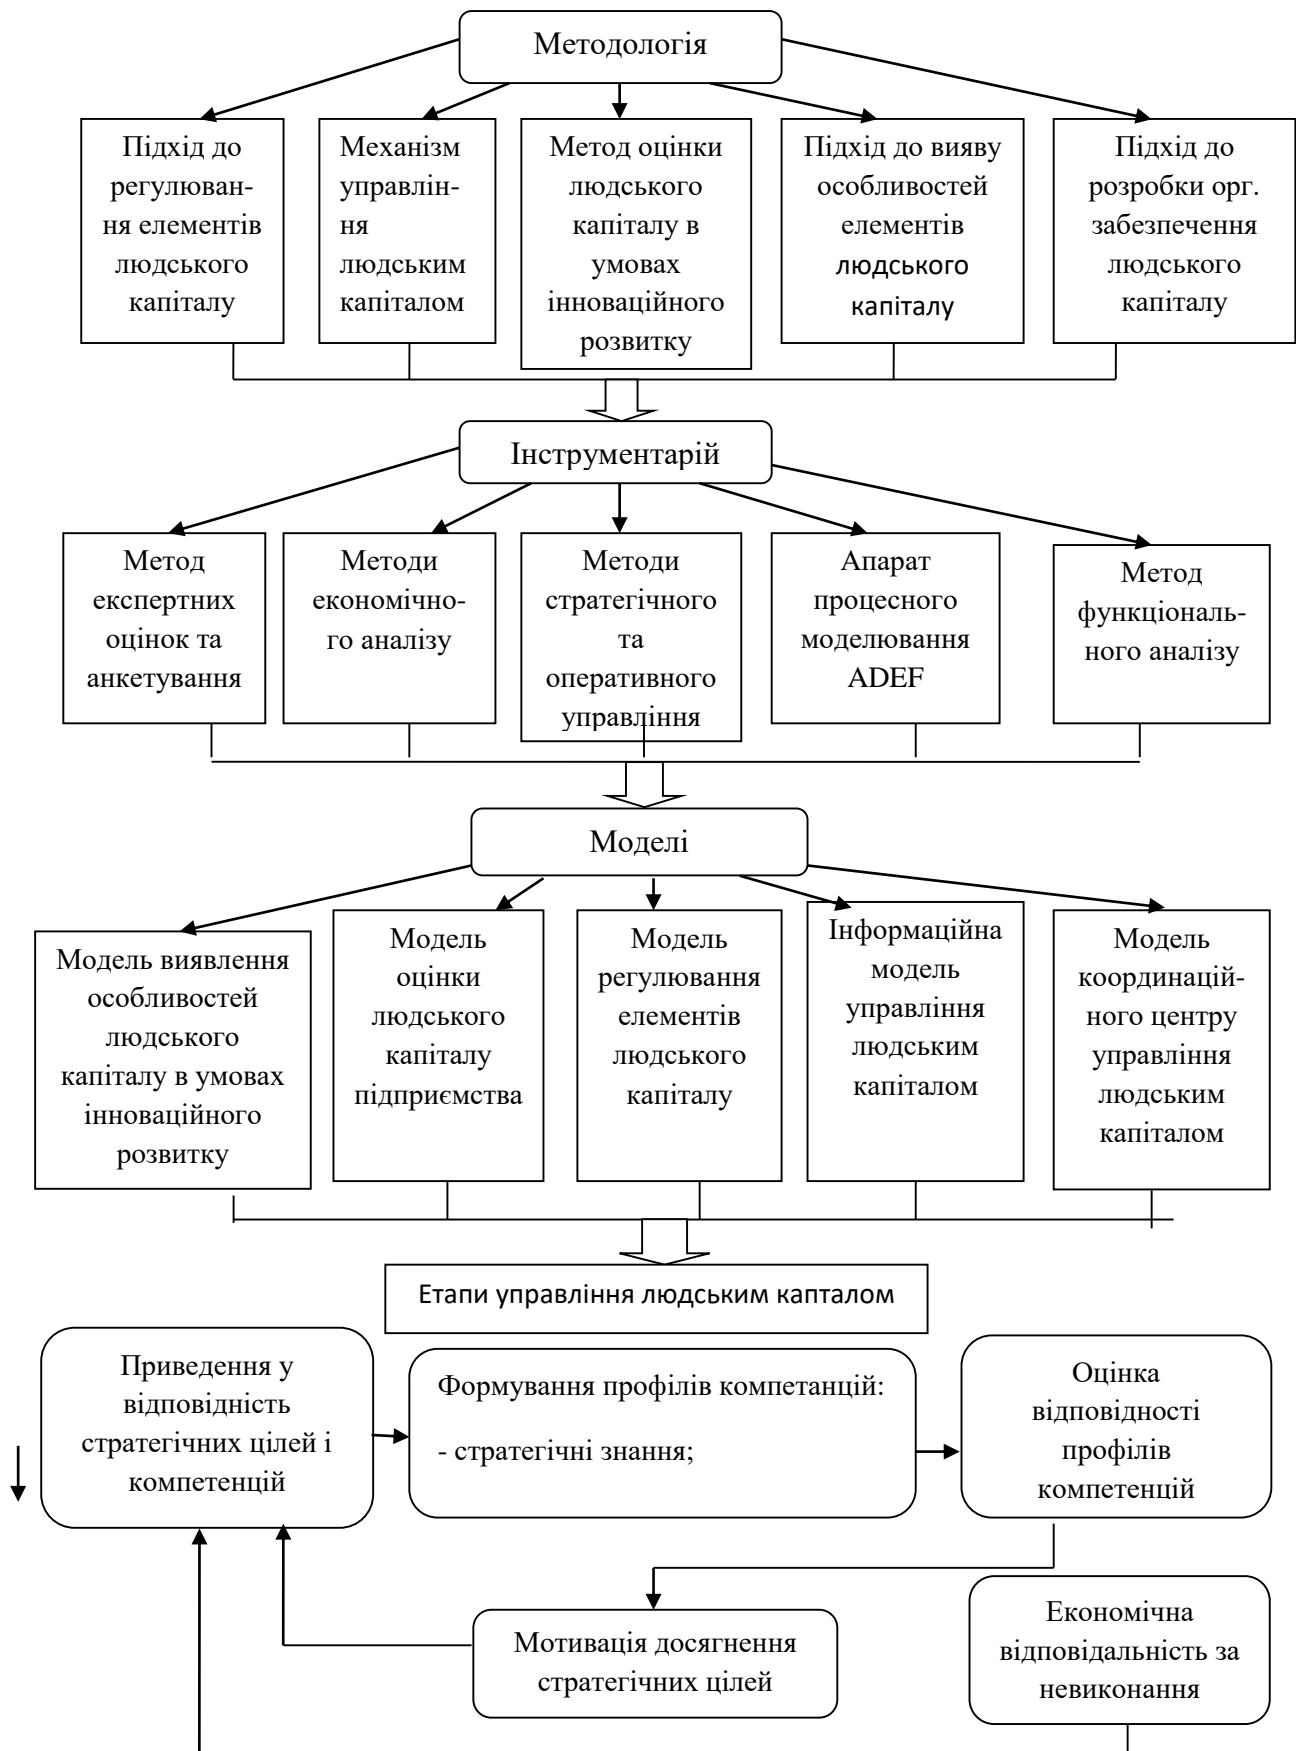 Методологія
Підхід до
регулюван-
ня елементів
людського
капіталу
Механізм
управлін-
ня
людським
капіталом
Метод оцінки
людського
капіталу в
умовах
інноваційного
розвитку
Підхід до вияву
особливостей
елементів
людського
капіталу
Підхід до
розробки орг.
забезпечення
людського
капіталу
Інструментарій
Метод
експертних
оцінок та
анкетування
Методи
економічно-
го аналізу
Методи
стратегічного
та
оперативного
управління
Апарат
процесного
моделювання
ADEF
Метод
функціональ-
ного аналізу
Моделі
Модель виявлення
особливостей
людського
капіталу в умовах
інноваційного
розвитку
Модель
оцінки
людського
капіталу
підприємства
Модель
регулювання
елементів
людського
капіталу
Інформаційна
модель
управління
людським
капіталом
Модель
координацій-
ного центру
управління
людським
капіталом
Етапи управління людським капталом
Приведення у
відповідність
стратегічних цілей і
компетенцій
Формування профілів компетанцій:
- стратегічні знання;
Оцінка
відповідності
профілів
компетенцій
Мотивація досягнення
стратегічних цілей
Економічна
відповідальність за
невиконання